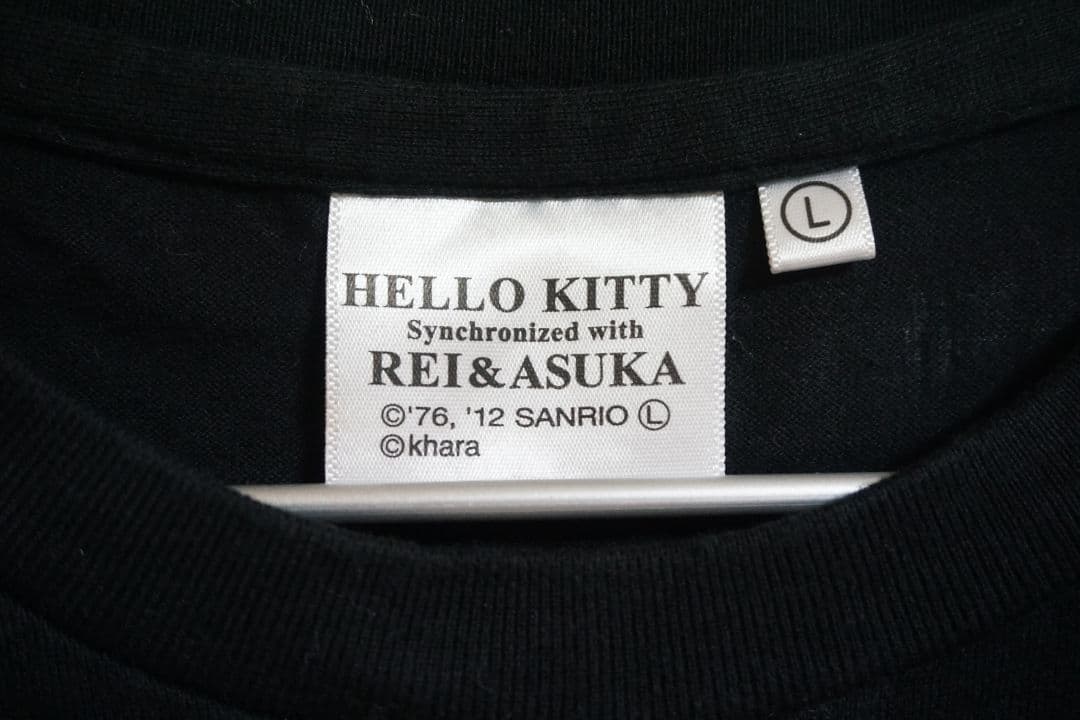 HELLO KITTY
Synchronized with
REI&ASUKA
©'76, '12 SANRIO Ⓛ
©khara
Ⓛ